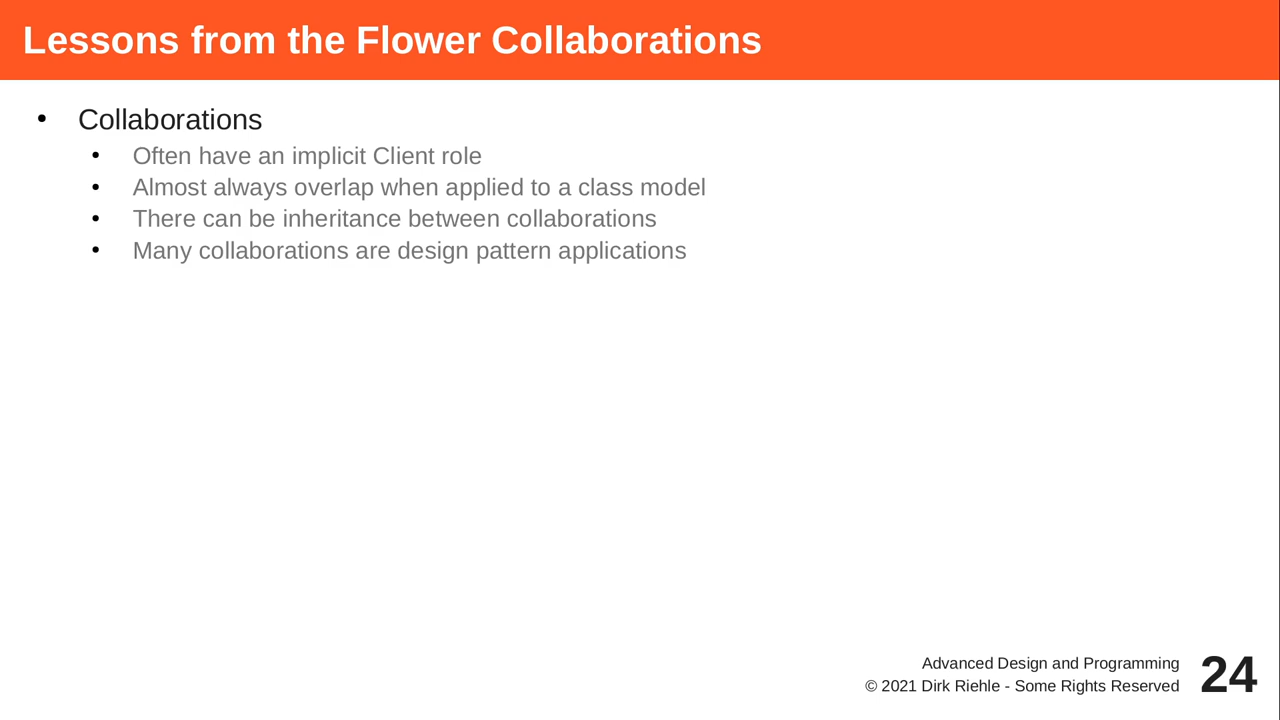 Lessons from the Flower Collaborations
• Collaborations
• Often have an implicit Client role
• Almost always overlap when applied to a class model
• There can be inheritance between collaborations
• Many collaborations are design pattern applications
Advanced Design and Programming
© 2021 Dirk Riehle - Some Rights Reserved
24